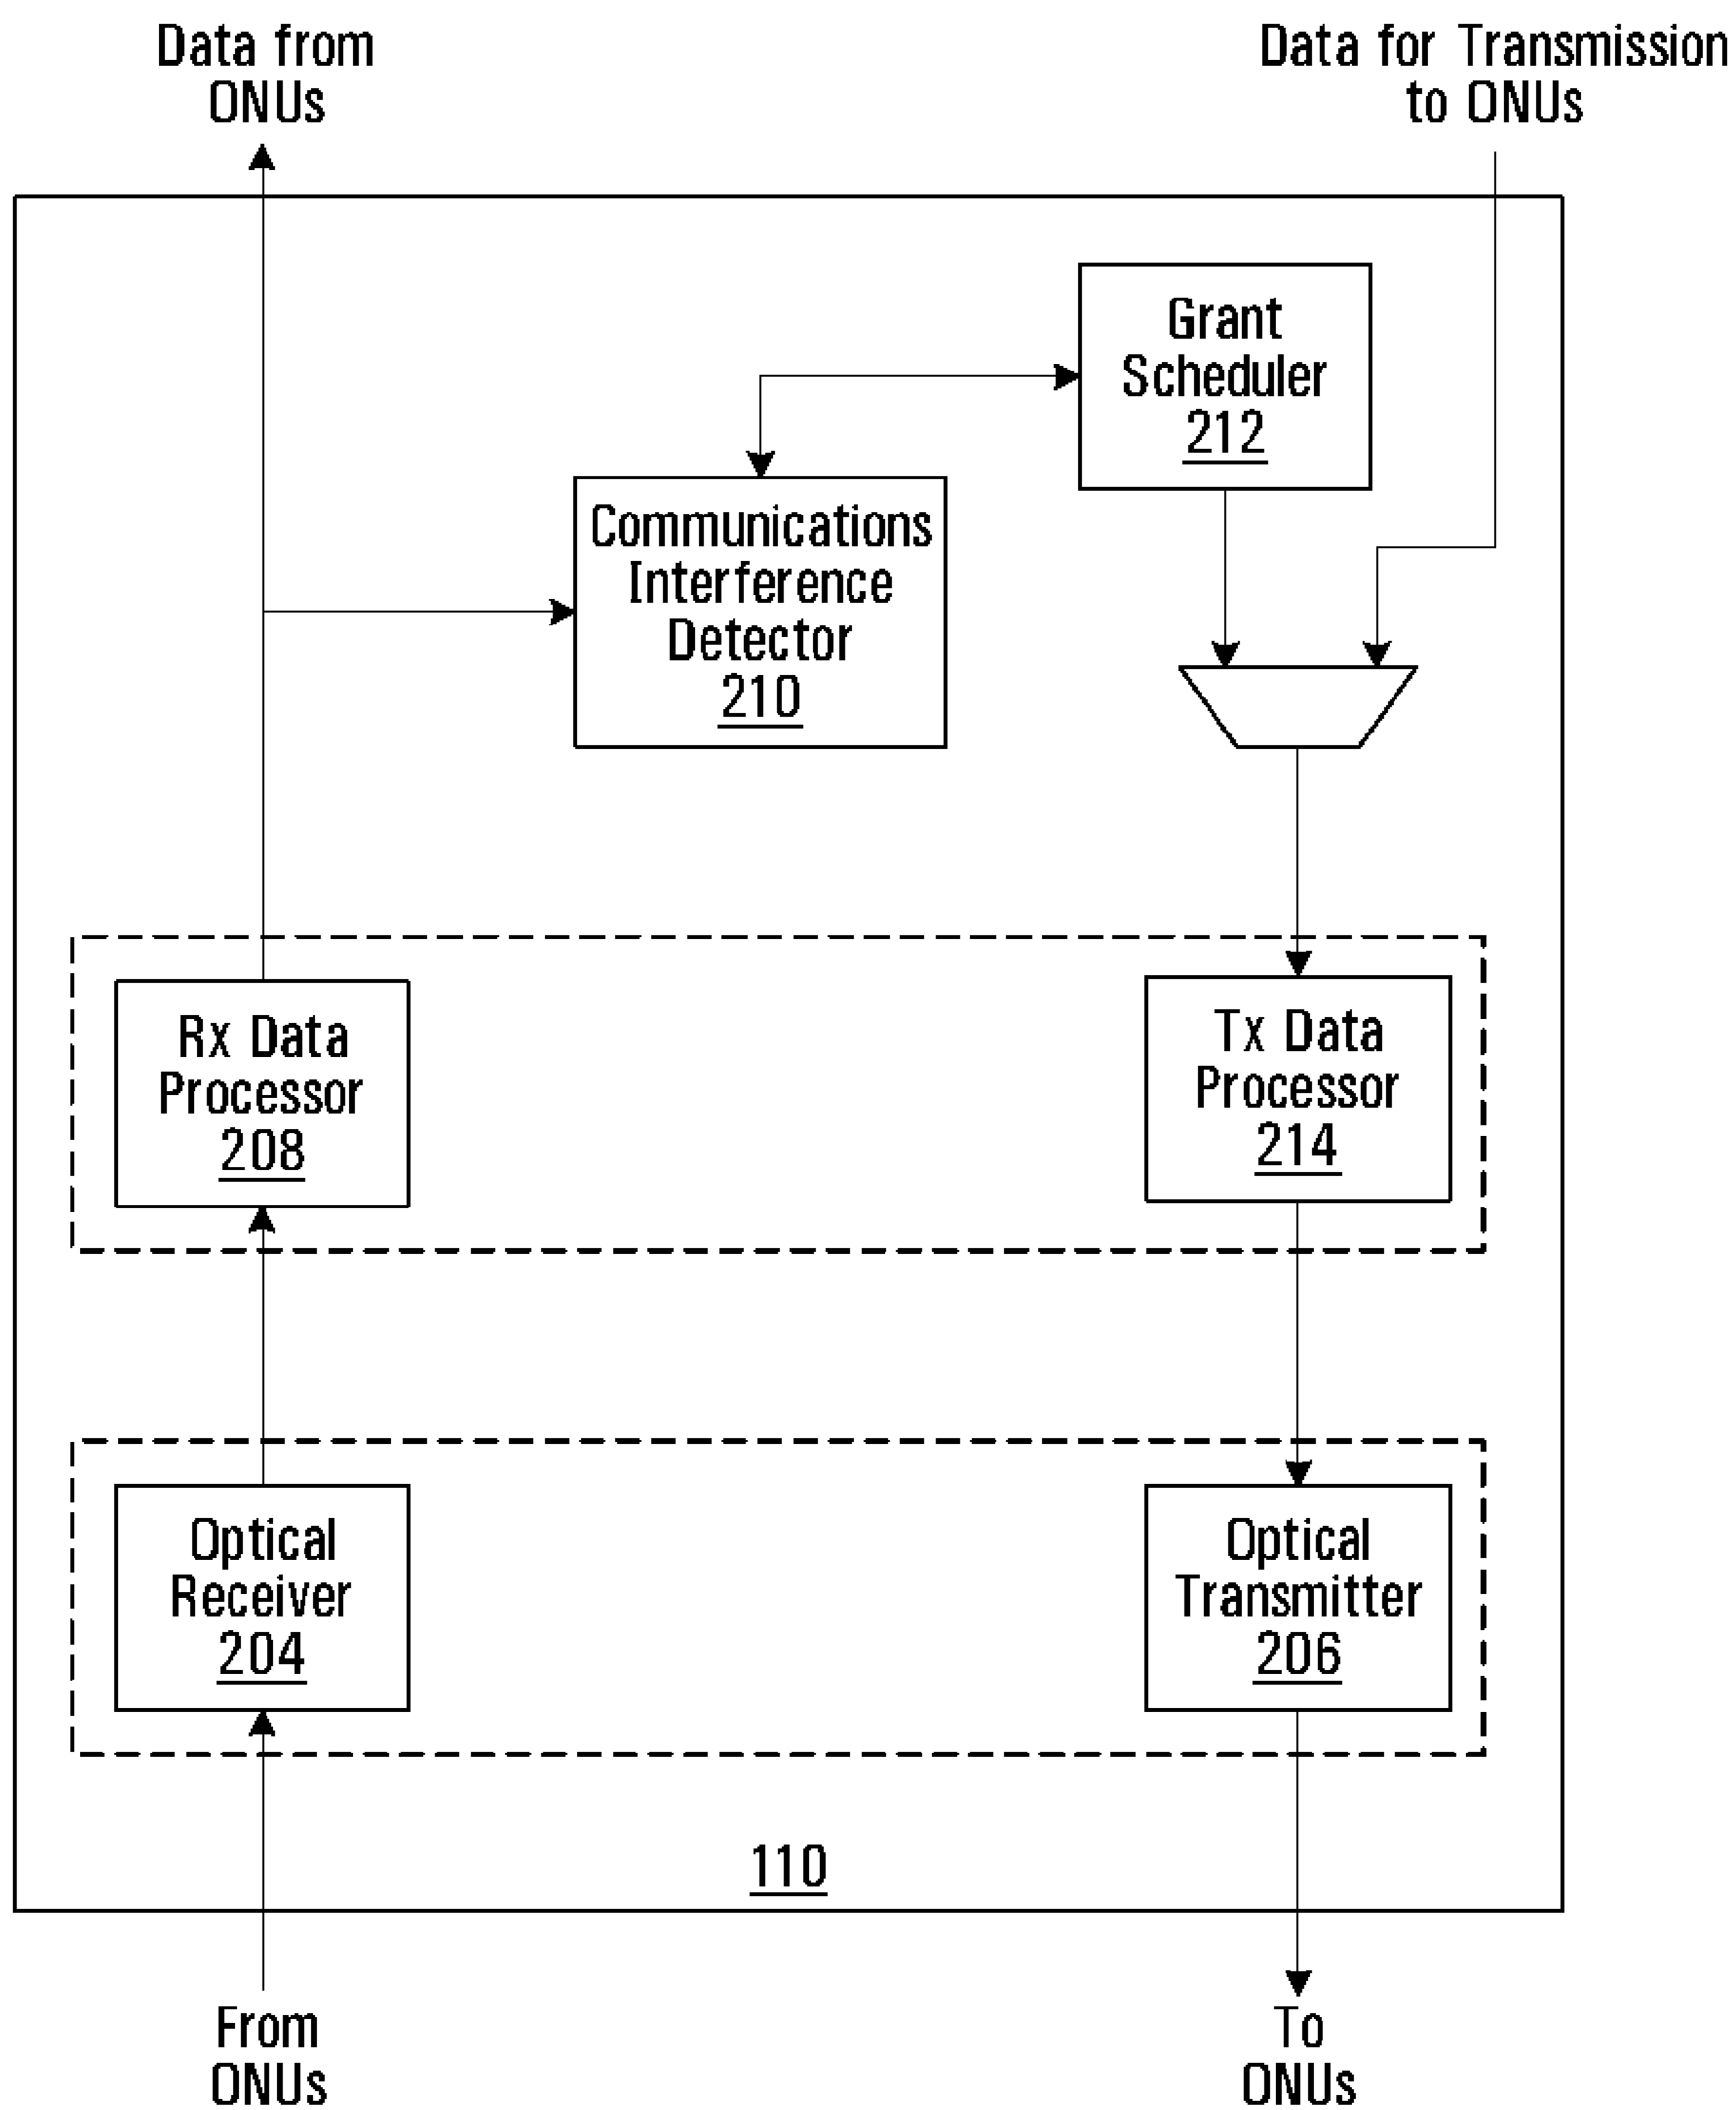 Data from
ONUs
Data for Transmission
to ONUs
Grant
Scheduler
212
Communications
Interference
Detector
210
Rx Data
Processor
208
Tx Data
Processor
214
Optical
Receiver
204
Optical
Transmitter
206
110
From
ONUs
To
ONUs